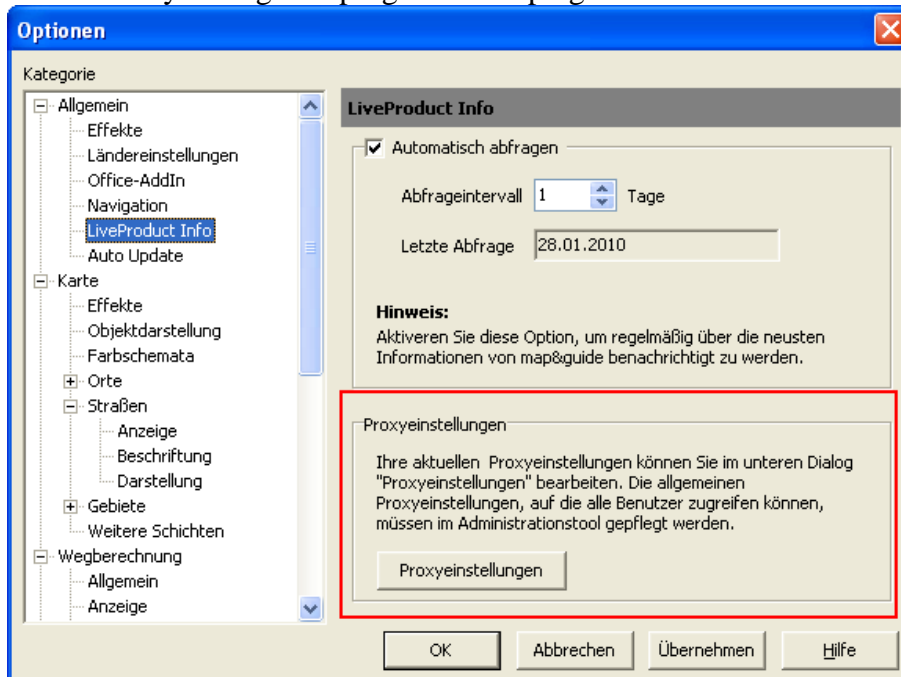 Optionen
Kategorie
Allgemein
Effekte
Ländereinstellungen
Office-AddIn
Navigation
LiveProduct Info
Auto Update
Karte
Effekte
Objektdarstellung
Farbschemata
Orte
Straßen
Anzeige
Beschriftung
Darstellung
Gebiete
Weitere Schichten
Wegberechnung
Allgemein
Anzeige
LiveProduct Info
Automatisch abfragen
Abfrageintervall 1 Tage
Letzte Abfrage 28.01.2010
Hinweis:
Aktiveren Sie diese Option, um regelmäßig über die neusten
Informationen von map&guide benachrichtigt zu werden.
Proxyeinstellungen
Ihre aktuellen Proxyeinstellungen können Sie im unteren Dialog
"Proxyeinstellungen" bearbeiten. Die allgemeinen
Proxyeinstellungen, auf die alle Benutzer zugreifen können,
müssen im Administrationstool gepflegt werden.
Proxyeinstellungen
OK Abbrechen Übernehmen Hilfe